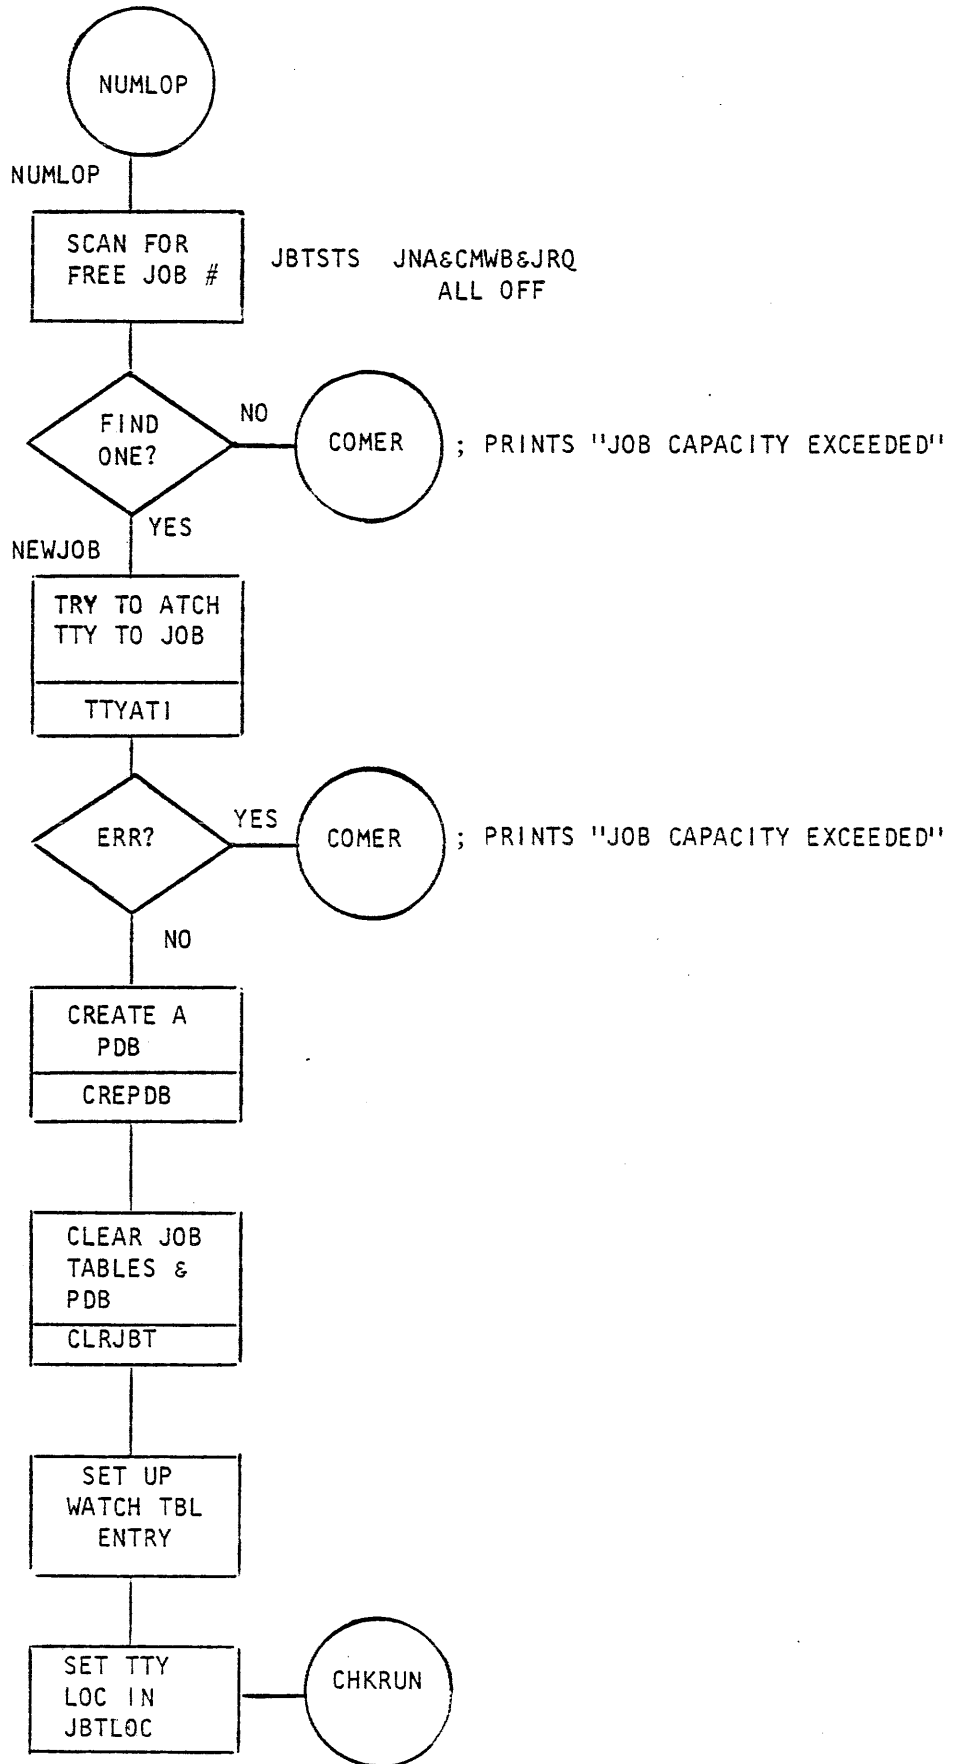 NUMLOP
NUMLOP
SCAN FOR
FREE JOB #
JBTSTS JNA&CMWB&JRQ
ALL OFF
FIND
ONE?
NO
COMER
; PRINTS "JOB CAPACITY EXCEEDED"
YES
NEWJOB
TRY TO ATCH
TTY TO JOB
TTYATI
ERR?
YES
COMER
; PRINTS "JOB CAPACITY EXCEEDED"
NO
CREATE A
PDB
CREPDB
CLEAR JOB
TABLES &
PDB
CLRJBT
SET UP
WATCH TBL
ENTRY
SET TTY
LOC IN
JBTLOC
CHKRUN